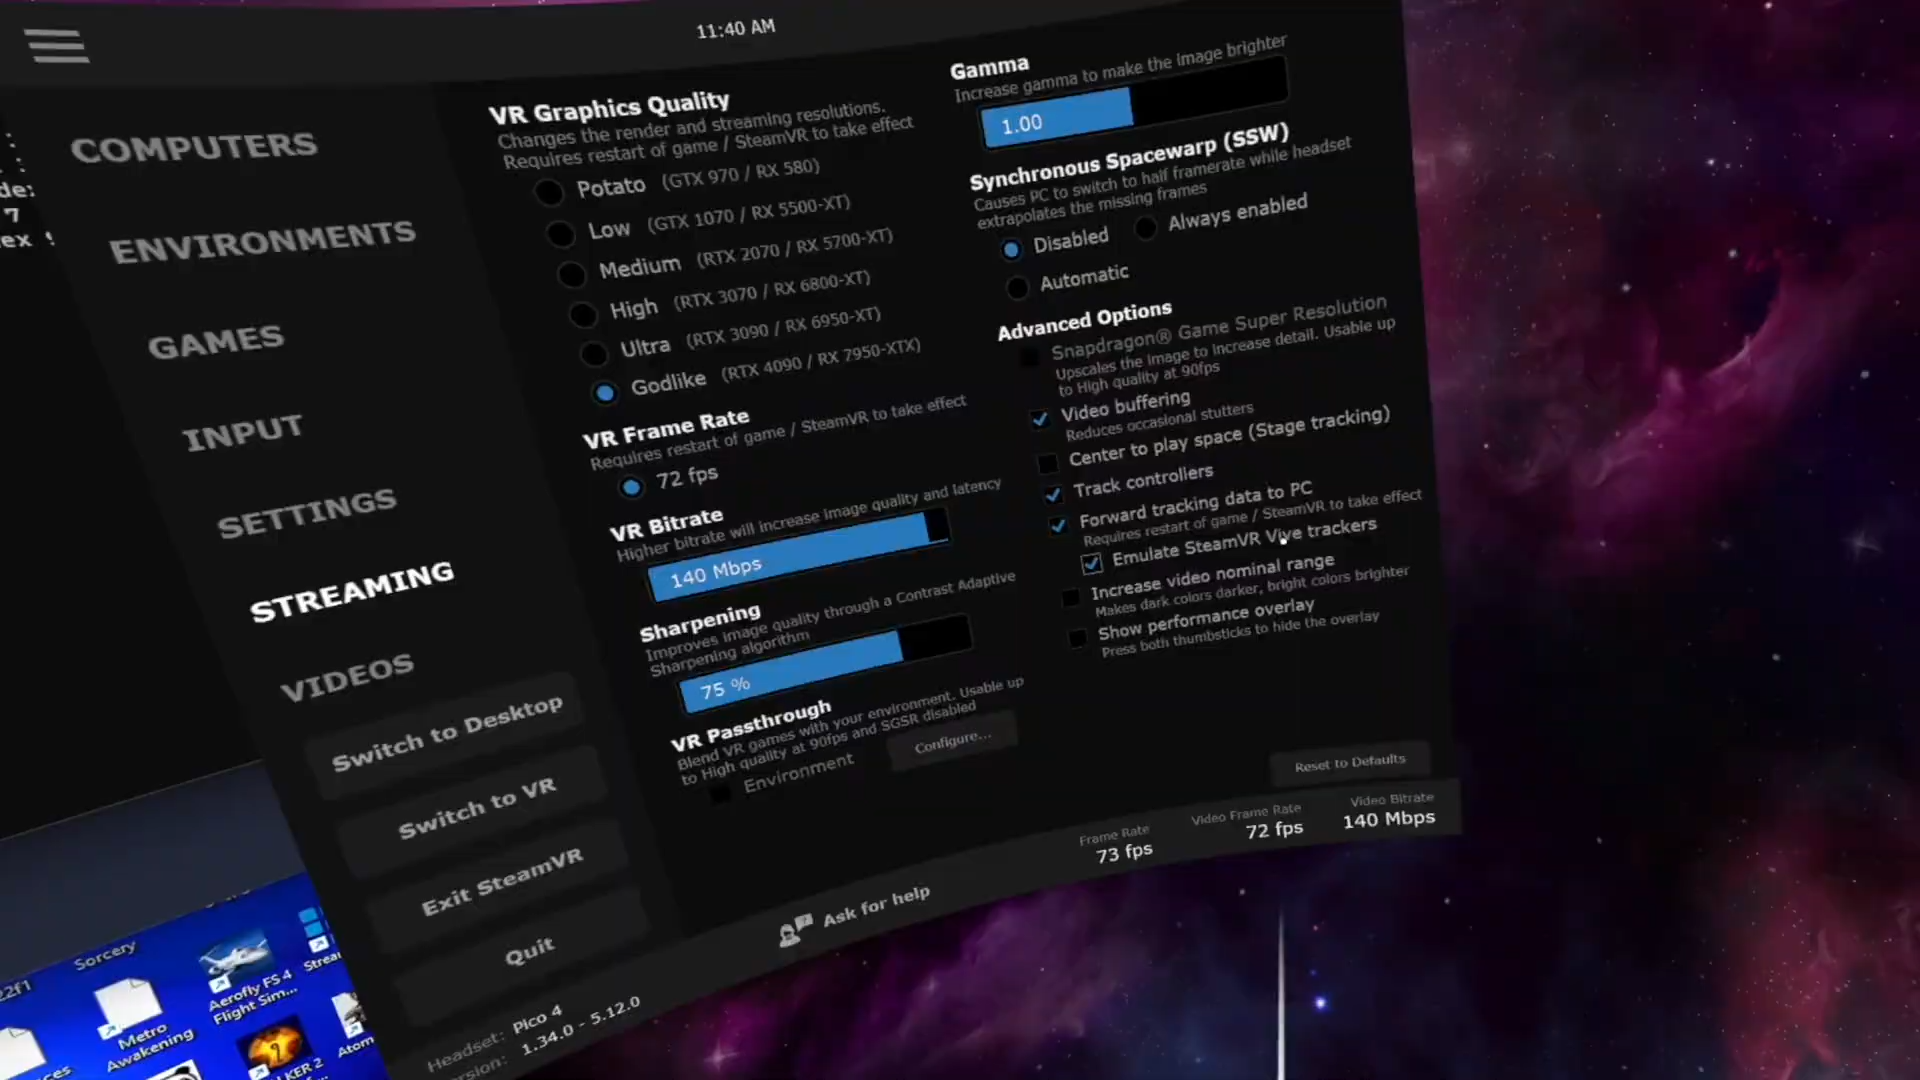 11:40 AM
de:
7
ex
COMPUTERS
ENVIRONMENTS
GAMES
INPUT
SETTINGS
STREAMING
VIDEOS
Switch to Desktop
Switch to VR
Exit SteamVR
Quit
VR Graphics Quality
Changes the render and streaming resolutions.
Requires restart of game / SteamVR to take effect
Potato (GTX 970 / RX 580)
Low (GTX 1070 / RX 5500-XT)
Medium (RTX 2070 / RX 5700-XT)
High (RTX 3070 / RX 6800-XT)
Ultra (RTX 3090 / RX 6950-XT)
Godlike (RTX 4090 / RX 7950-XTX)
VR Frame Rate
Requires restart of game / SteamVR to take effect
72 fps
VR Bitrate
Higher bitrate will increase image quality and latency
140 Mbps
Sharpening
Improves image quality through a Contrast Adaptive
Sharpening algorithm
75 %
VR Passthrough
Blend VR games with your environment. Usable up
to High quality at 90fps and SGSR disabled
Environment
Configure...
Gamma
Increase gamma to make the image brighter
1.00
Synchronous Spacewarp (SSW)
Causes PC to switch to half framerate while headset
extrapolates the missing frames
Disabled
Always enabled
Automatic
Advanced Options
Snapdragon® Game Super Resolution
Upscales the image to increase detail. Usable up
to High quality at 90fps
Video buffering
Reduces occasional stutters
Center to play space (Stage tracking)
Track controllers
Forward tracking data to PC
Requires restart of game / SteamVR to take effect
Emulate SteamVR Vive trackers
Increase video nominal range
Makes dark colors darker, bright colors brighter
Show performance overlay
Press both thumbsticks to hide the overlay
Reset to Defaults
Frame Rate
73 fps
Video Frame Rate
72 fps
Video Bitrate
140 Mbps
Ask for help
Headset: Pico 4
ersion: 1.34.0 - 5.12.0
Sorcery
22f1
Metro
Awakening
Aerofly FS 4
Flight Sim...
Strea
Atom
LKER 2
ces